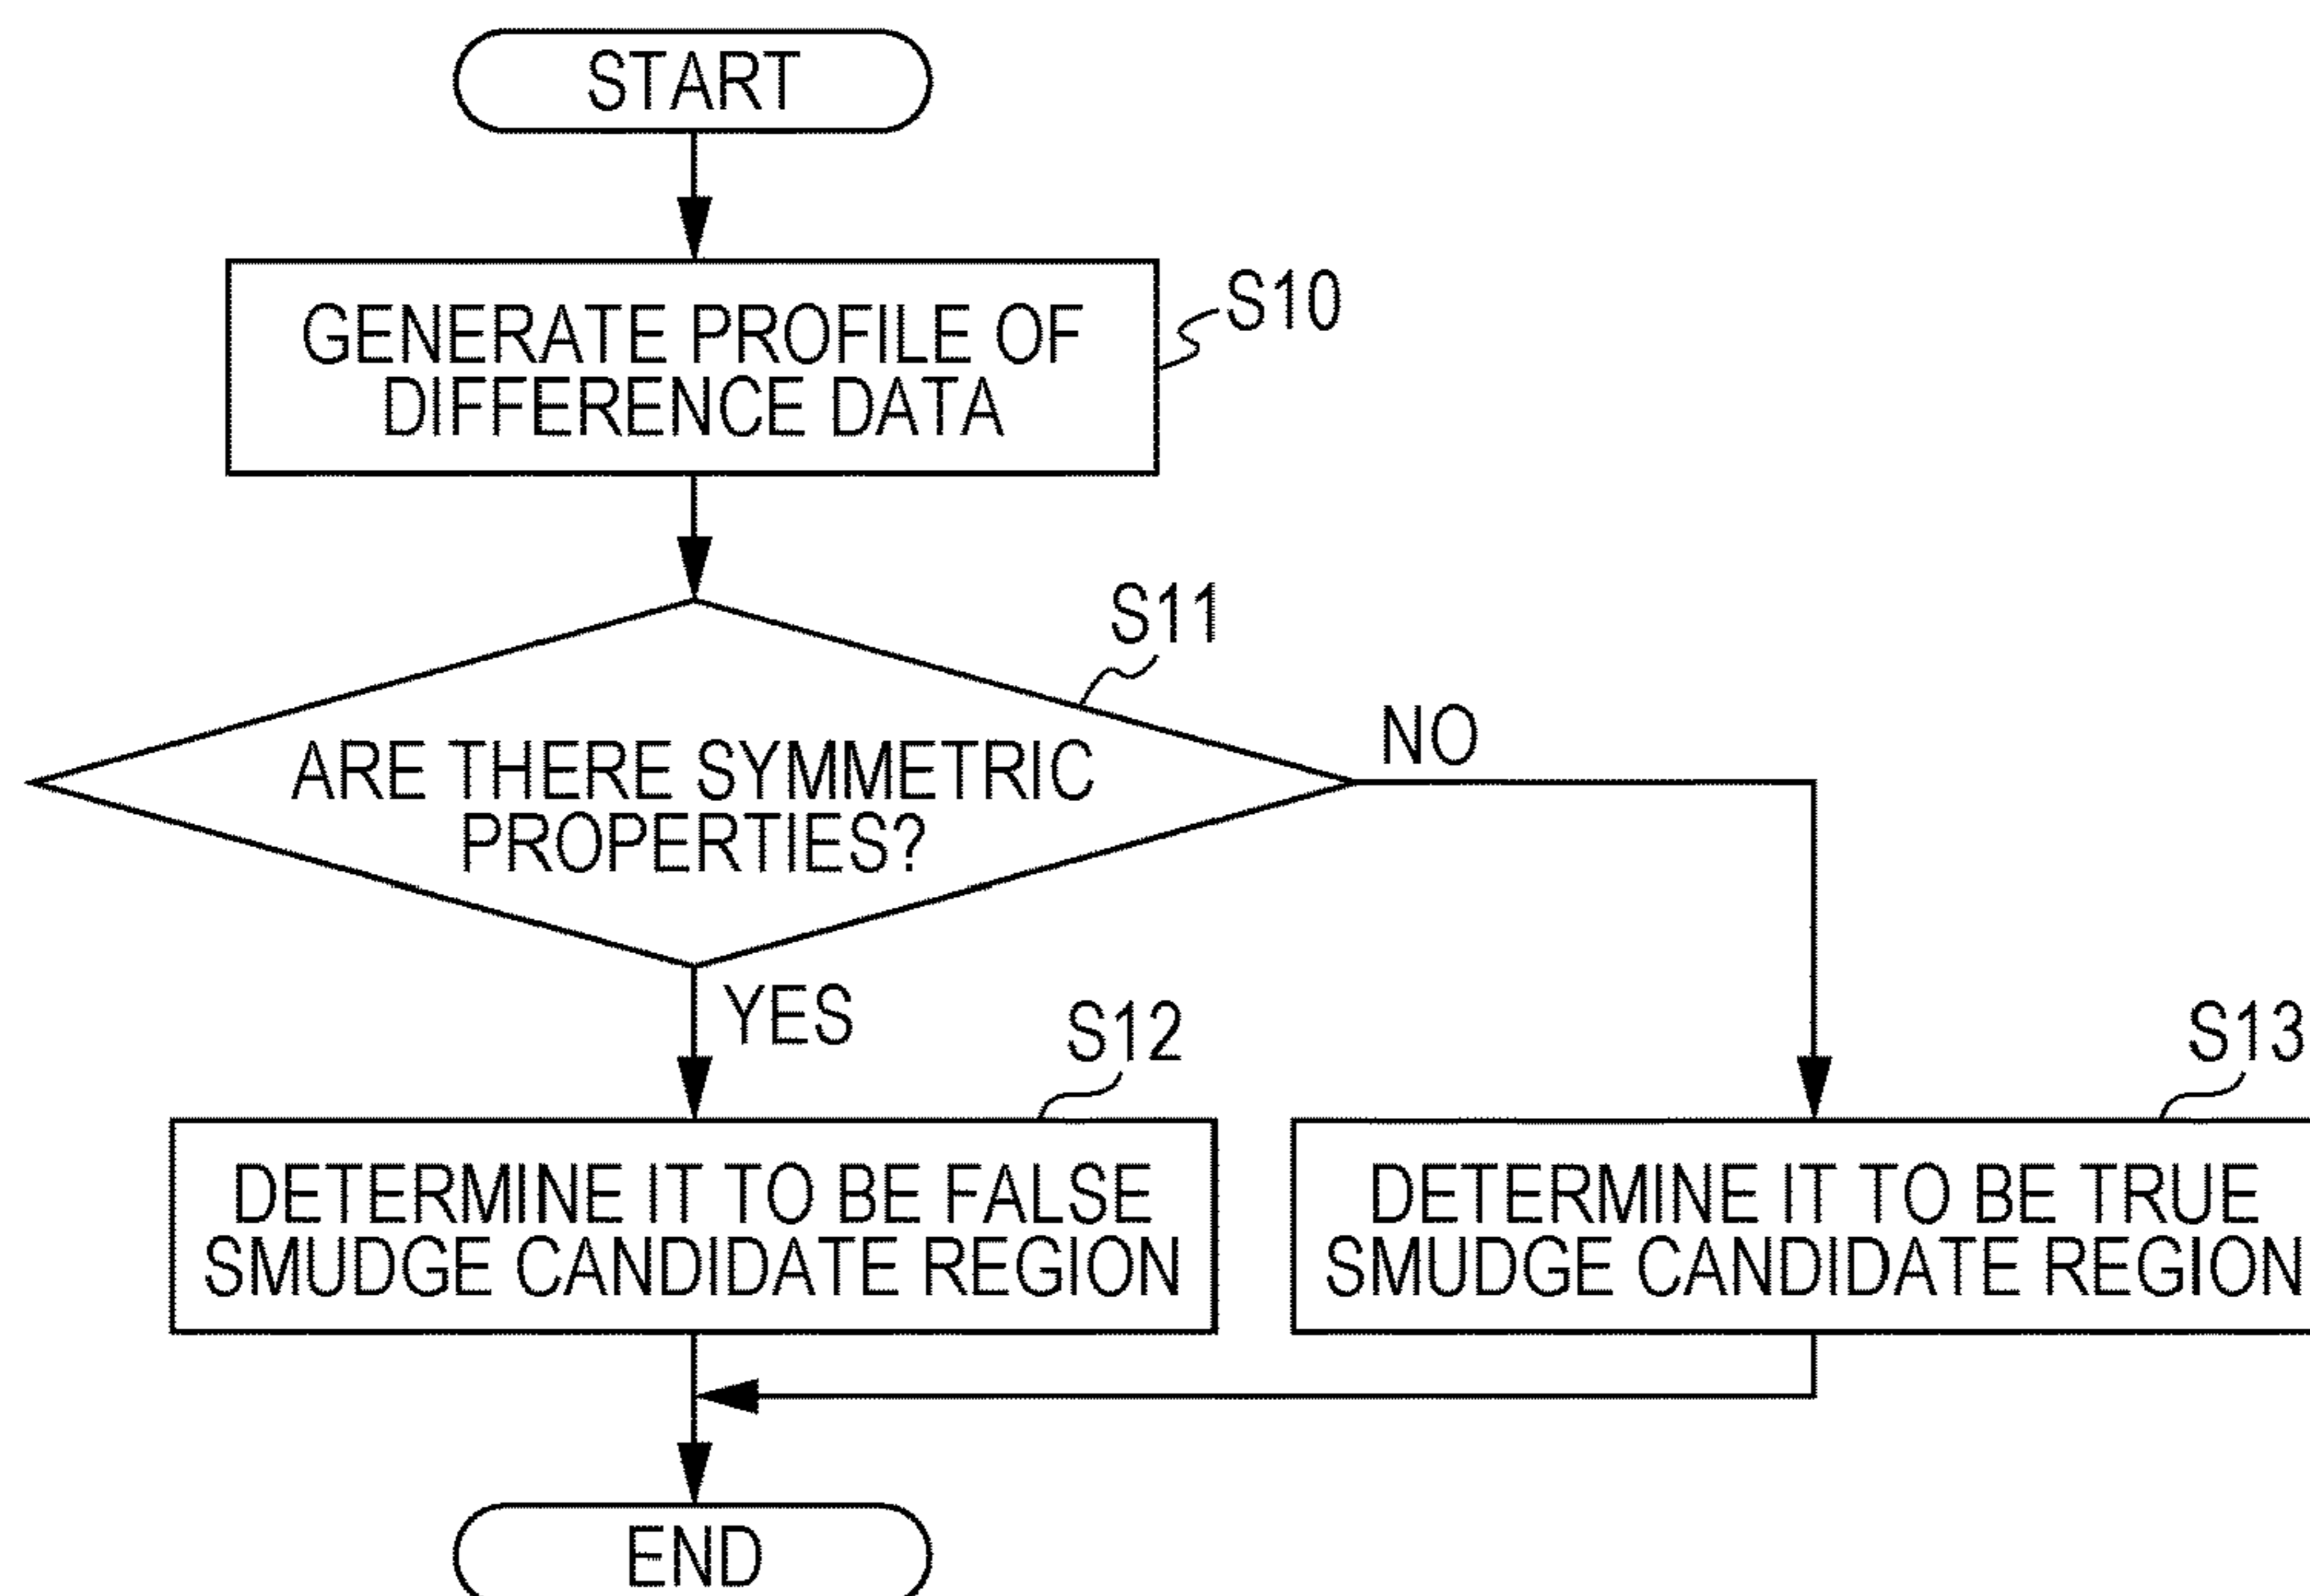 START
GENERATE PROFILE OF
DIFFERENCE DATA
S10
S11
ARE THERE SYMMETRIC
PROPERTIES?
NO
YES
S12
S13
DETERMINE IT TO BE FALSE
SMUDGE CANDIDATE REGION
DETERMINE IT TO BE TRUE
SMUDGE CANDIDATE REGION
END